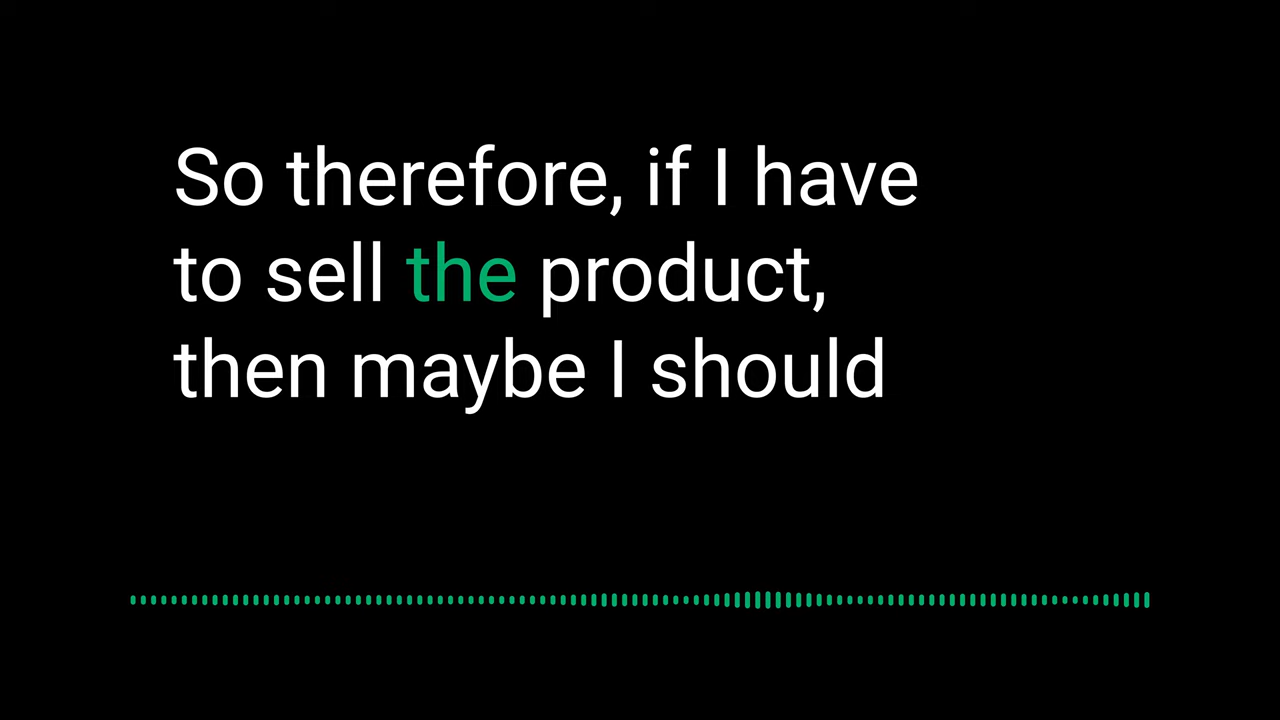 So therefore, if I have
to sell the product,
then maybe I should